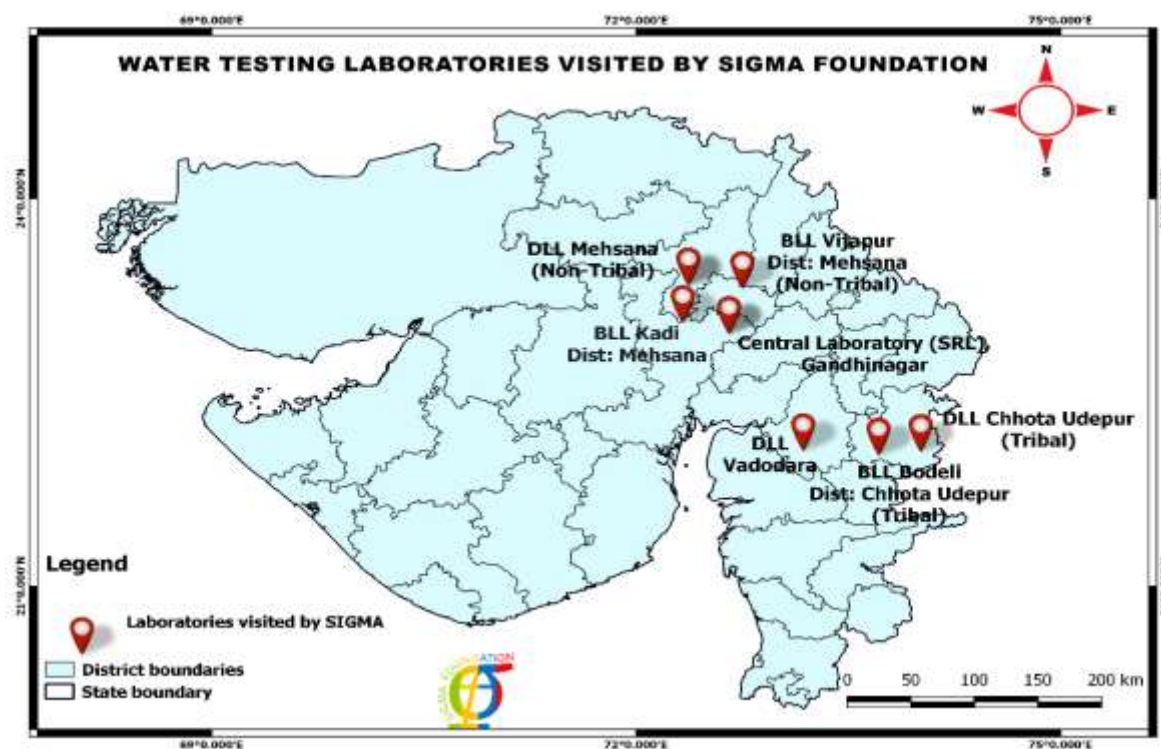 69°0.000'E 72°0.000'E 75°0.000'E
WATER TESTING LABORATORIES VISITED BY SIGMA FOUNDATION
N
W E
S
24°0.000'N
DLL Mehsana
(Non-Tribal)
BLL Vijapur
Dist: Mehsana
(Non-Tribal)
BLL Kadi
Dist: Mehsana
Central Laboratory (SRL),
Gandhinagar
DLL Chhota Udepur
(Tribal)
DLL
Vadodara
BLL Bodeli
Dist: Chhota Udepur
(Tribal)
21°0.000'N
Legend
Laboratories visited by SIGMA
District boundaries
State boundary
SIGMA FOUNDATION
0 50 100 150 200 km
69°0.000'E 72°0.000'E 75°0.000'E